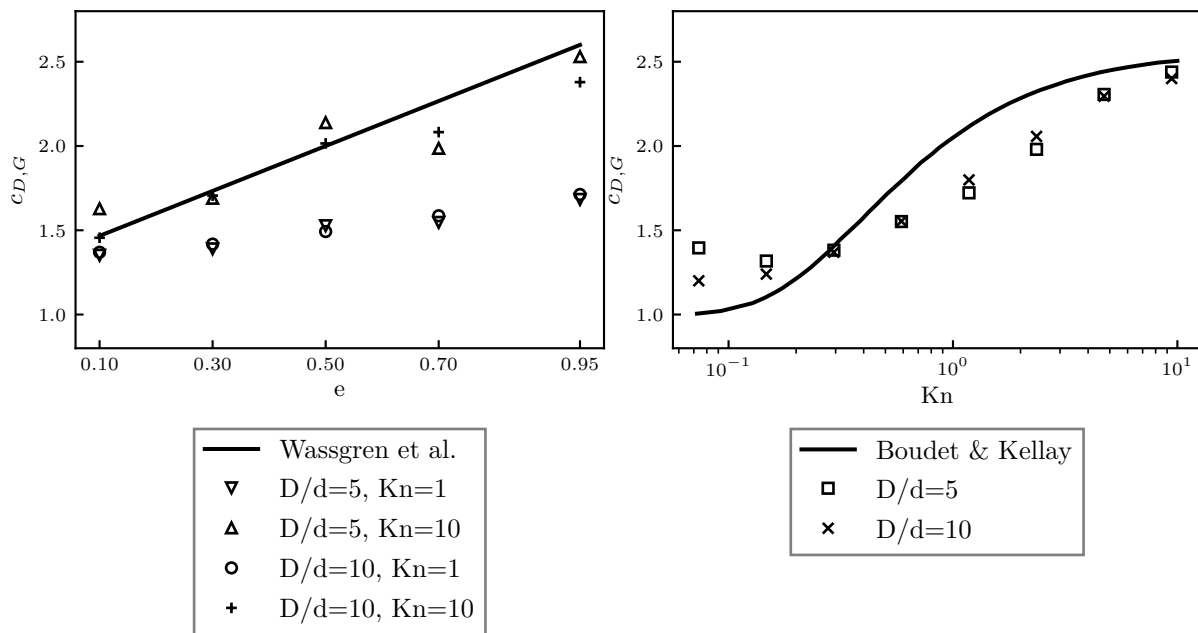 2.5
2.0
1.5
1.0
c_{D,G}
0.10 0.30 0.50 0.70 0.95
e
2.5
2.0
1.5
1.0
c_{D,G}
10^{-1} 10^{0} 10^{1}
Kn
Wassgren et al.
D/d=5, Kn=1
D/d=5, Kn=10
D/d=10, Kn=1
D/d=10, Kn=10
Boudet & Kellay
D/d=5
D/d=10